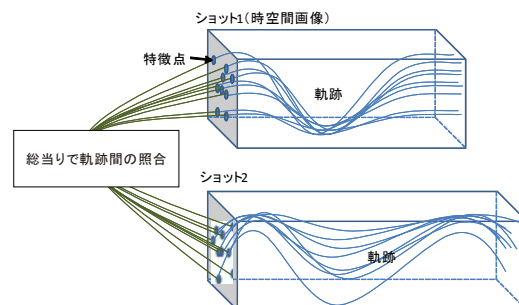 ショット1(時空間画像)
特徴点
軌跡
総当りで軌跡間の照合
ショット2
軌跡